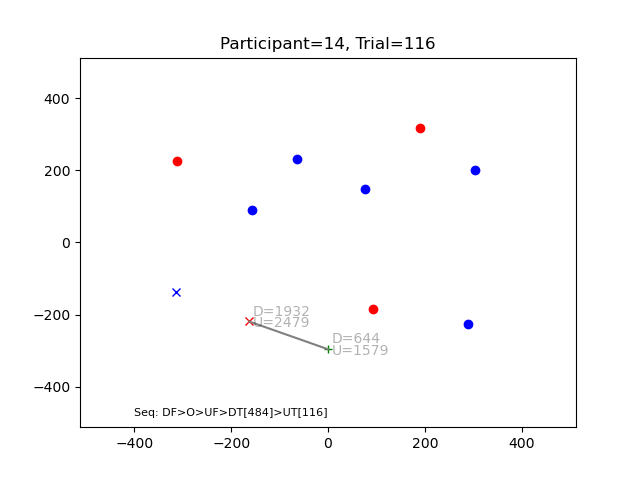 Participant=14, Trial=116
400
200
0
−200
−400
D=1932
U=2479
D=644
U=1579
Seq: DF>O>UF>DT[484]>UT[116]
−400
−200
0
200
400